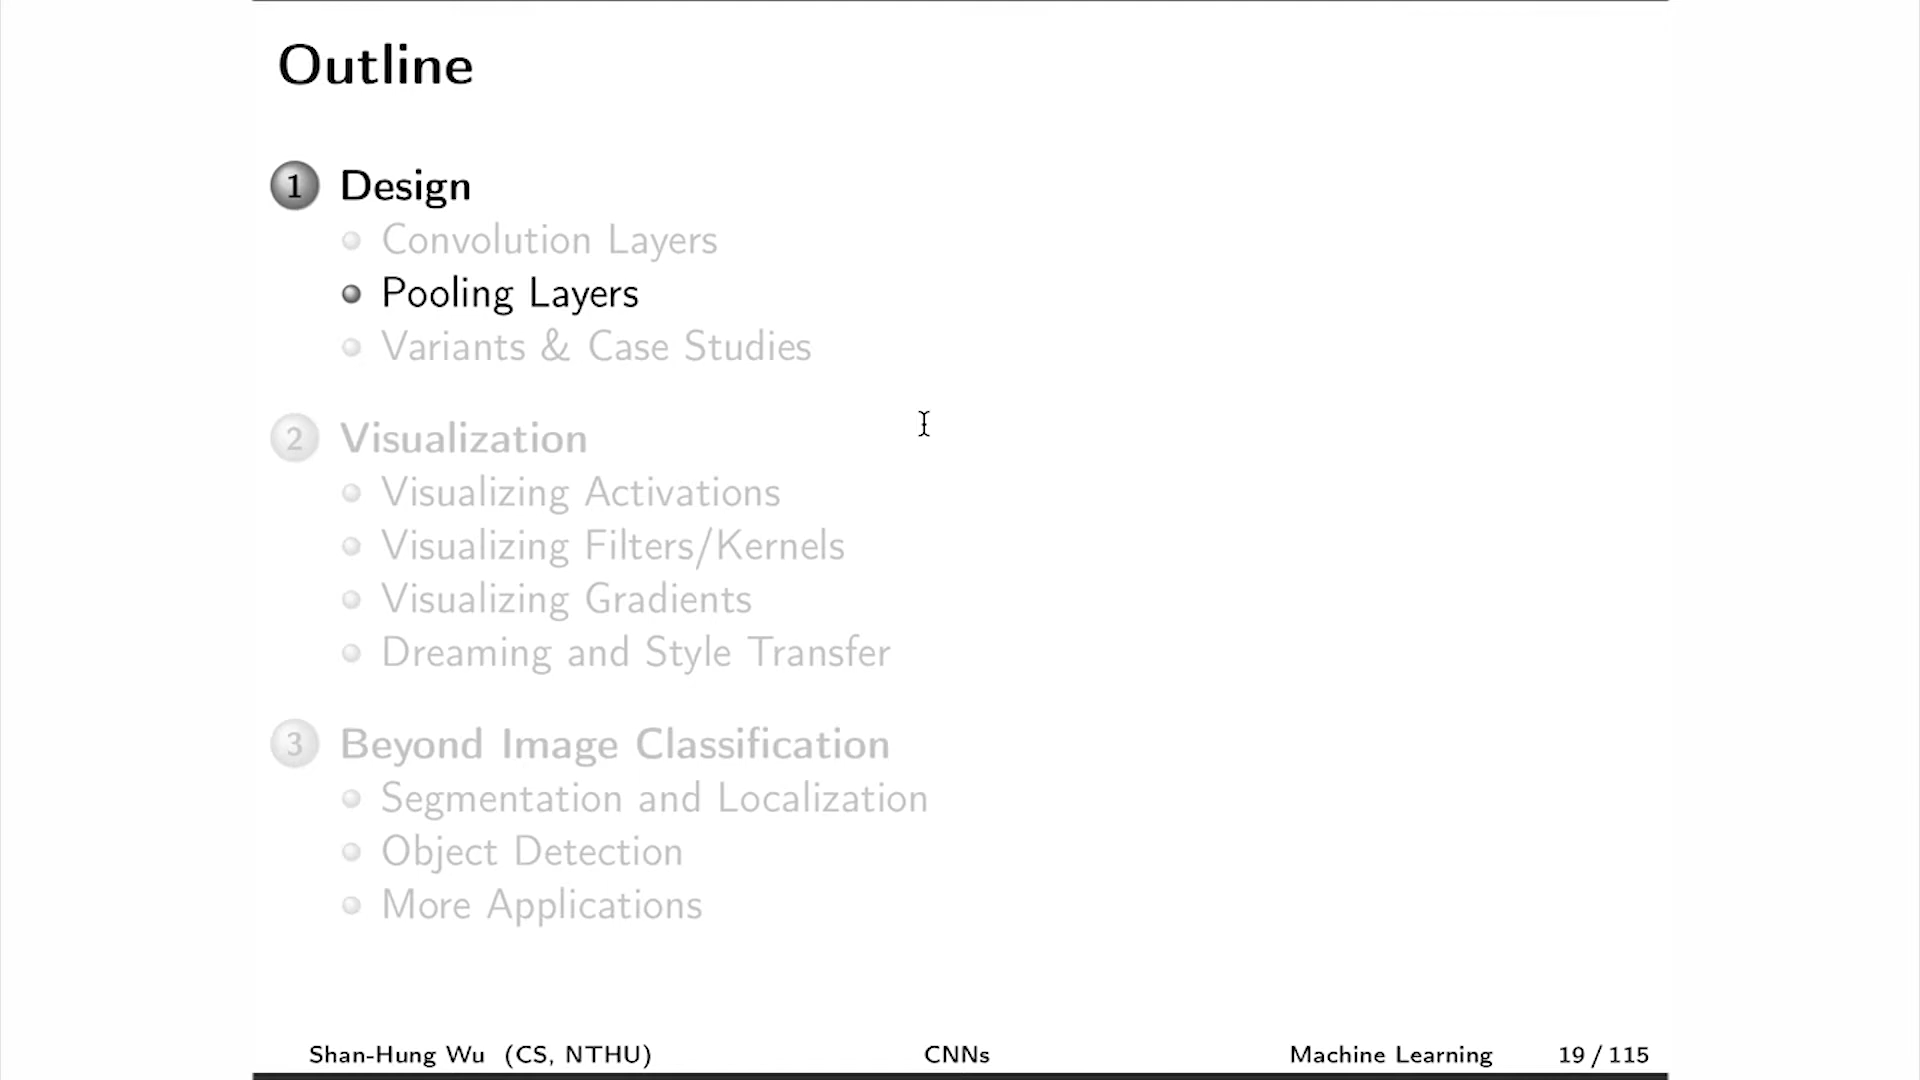 Outline
1 Design
Convolution Layers
Pooling Layers
Variants & Case Studies
2 Visualization
Visualizing Activations
Visualizing Filters/Kernels
Visualizing Gradients
Dreaming and Style Transfer
3 Beyond Image Classification
Segmentation and Localization
Object Detection
More Applications
Shan-Hung Wu (CS, NTHU) CNNs Machine Learning 19 / 115